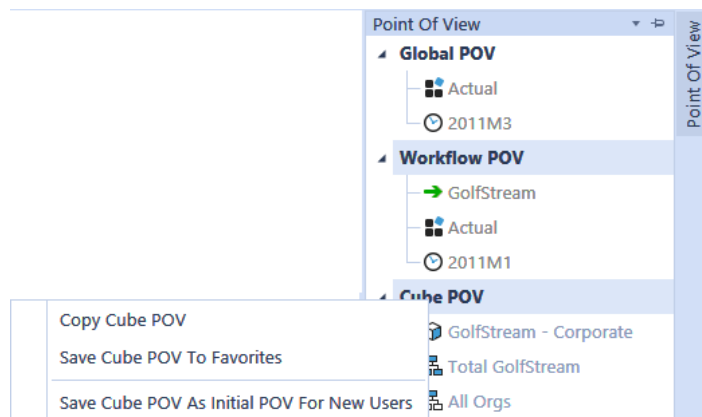 Point Of View
Global POV
Actual
2011M3
Workflow POV
GolfStream
Actual
2011M1
Cube POV
GolfStream - Corporate
Total GolfStream
All Orgs
Copy Cube POV
Save Cube POV To Favorites
Save Cube POV As Initial POV For New Users
Point Of View